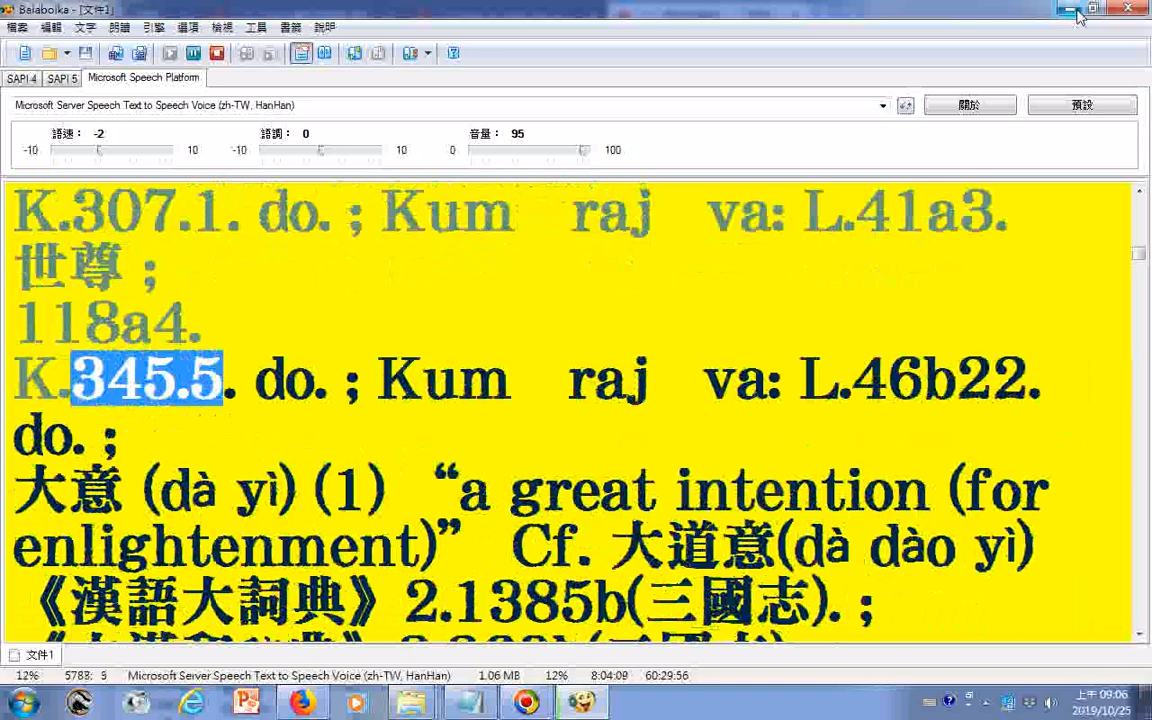 Balabolka - [文件1]
檔案 編輯 文字 朗讀 引擎 選項 檢視 工具 書籤 說明
SAPI 4 SAPI 5 Microsoft Speech Platform
Microsoft Server Speech Text to Speech Voice (zh-TW, HanHan) 關於 預設
語速： -2 語調： 0 音量： 95
-10 10 -10 10 0 100
K.307.1. do. ; Kum raj va: L.41a3.
世尊 ;
118a4.
K.345.5. do. ; Kum raj va: L.46b22.
do. ;
大意 (dà yì) (1) “a great intention (for
enlightenment)” Cf. 大道意(dà dào yì)
《漢語大詞典》 2.1385b(三國志). ;
文件1
12% 5788: 5 Microsoft Server Speech Text to Speech Voice (zh-TW, HanHan) 1.06 MB 12% 8:04:09 60:29:56
上午 09:06
2019/10/25